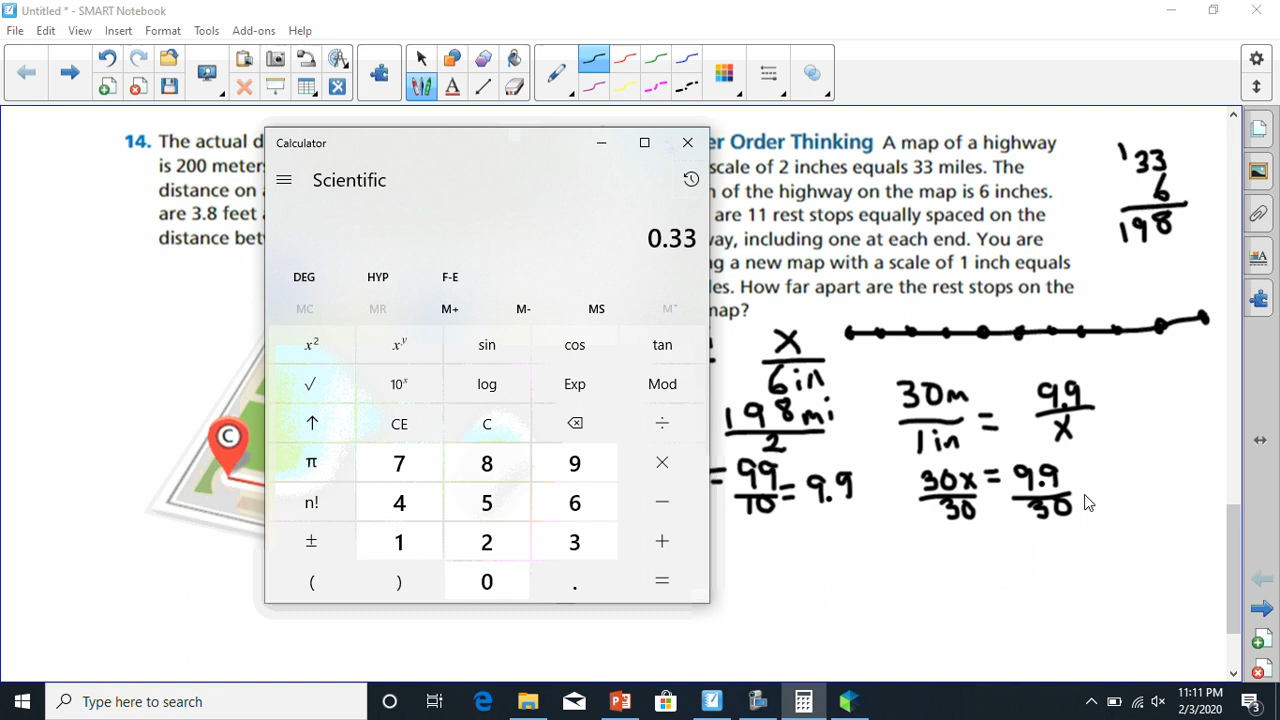 Untitled * - SMART Notebook
File Edit View Insert Format Tools Add-ons Help
14. The actual d
is 200 meter
distance on
are 3.8 feet
distance bet
C
Calculator
Scientific
0.33
DEG HYP F-E
MC MR M+ M- MS M˅
x² xʸ sin cos tan
√ 10ˣ log Exp Mod
↑ CE C ÷
π 7 8 9 ×
n! 4 5 6 −
± 1 2 3 +
( ) 0 . =
er Order Thinking A map of a highway
scale of 2 inches equals 33 miles. The
of the highway on the map is 6 inches.
are 11 rest stops equally spaced on the
ay, including one at each end. You are
g a new map with a scale of 1 inch equals
les. How far apart are the rest stops on the
map?
1
33
6
198
x
6in
198mi
2
= 99
10
= 9.9
30m
1in
= 9.9
x
30x = 9.9
30 30
Type here to search
11:11 PM
2/3/2020
3